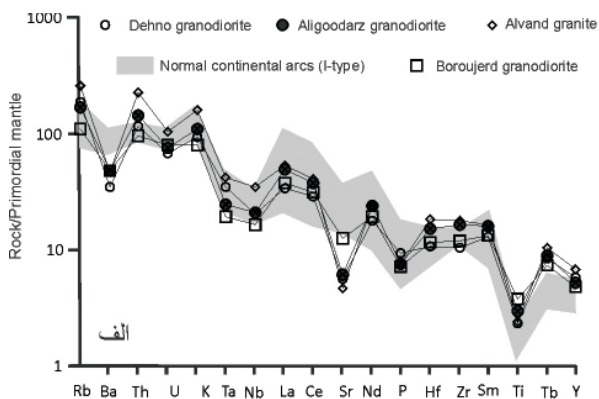 1000
Dehno granodiorite Aligoodarz granodiorite Alvand granite
Normal continental arcs (I-type) Boroujerd granodiorite
100
10
1
Rock/Primordial mantle
الف
Rb Ba Th U K Ta Nb La Ce Sr Nd P Hf Zr Sm Ti Tb Y